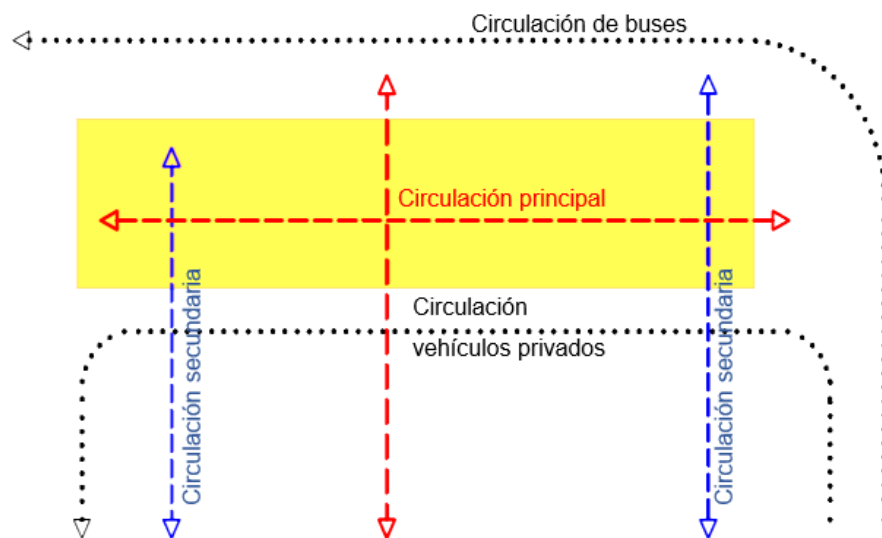 Circulación de buses
Circulación principal
Circulación
vehículos privados
Circulación secundaria
Circulación secundaria